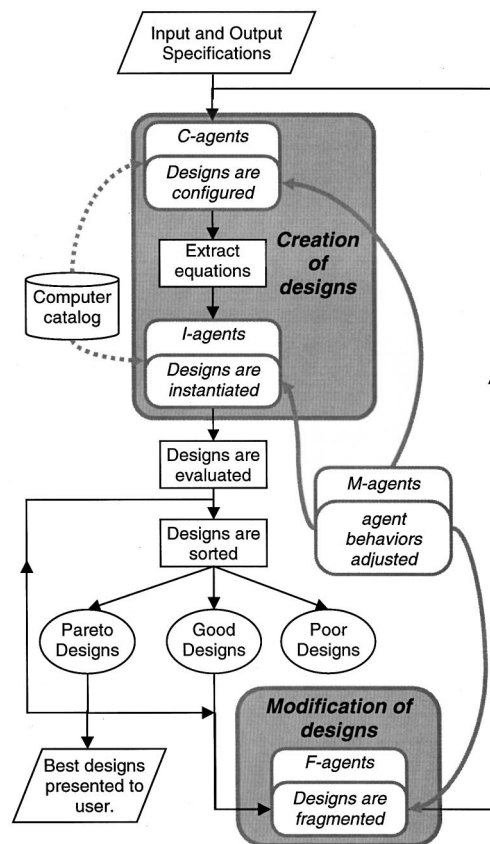 Input and Output
Specifications
C-agents
Designs are
configured
Creation
of
designs
Extract
equations
Computer
catalog
I-agents
Designs are
instantiated
Designs are
evaluated
M-agents
agent
behaviors
adjusted
Designs are
sorted
Pareto
Designs
Good
Designs
Poor
Designs
Modification of
designs
F-agents
Designs are
fragmented
Best designs
presented to
user.